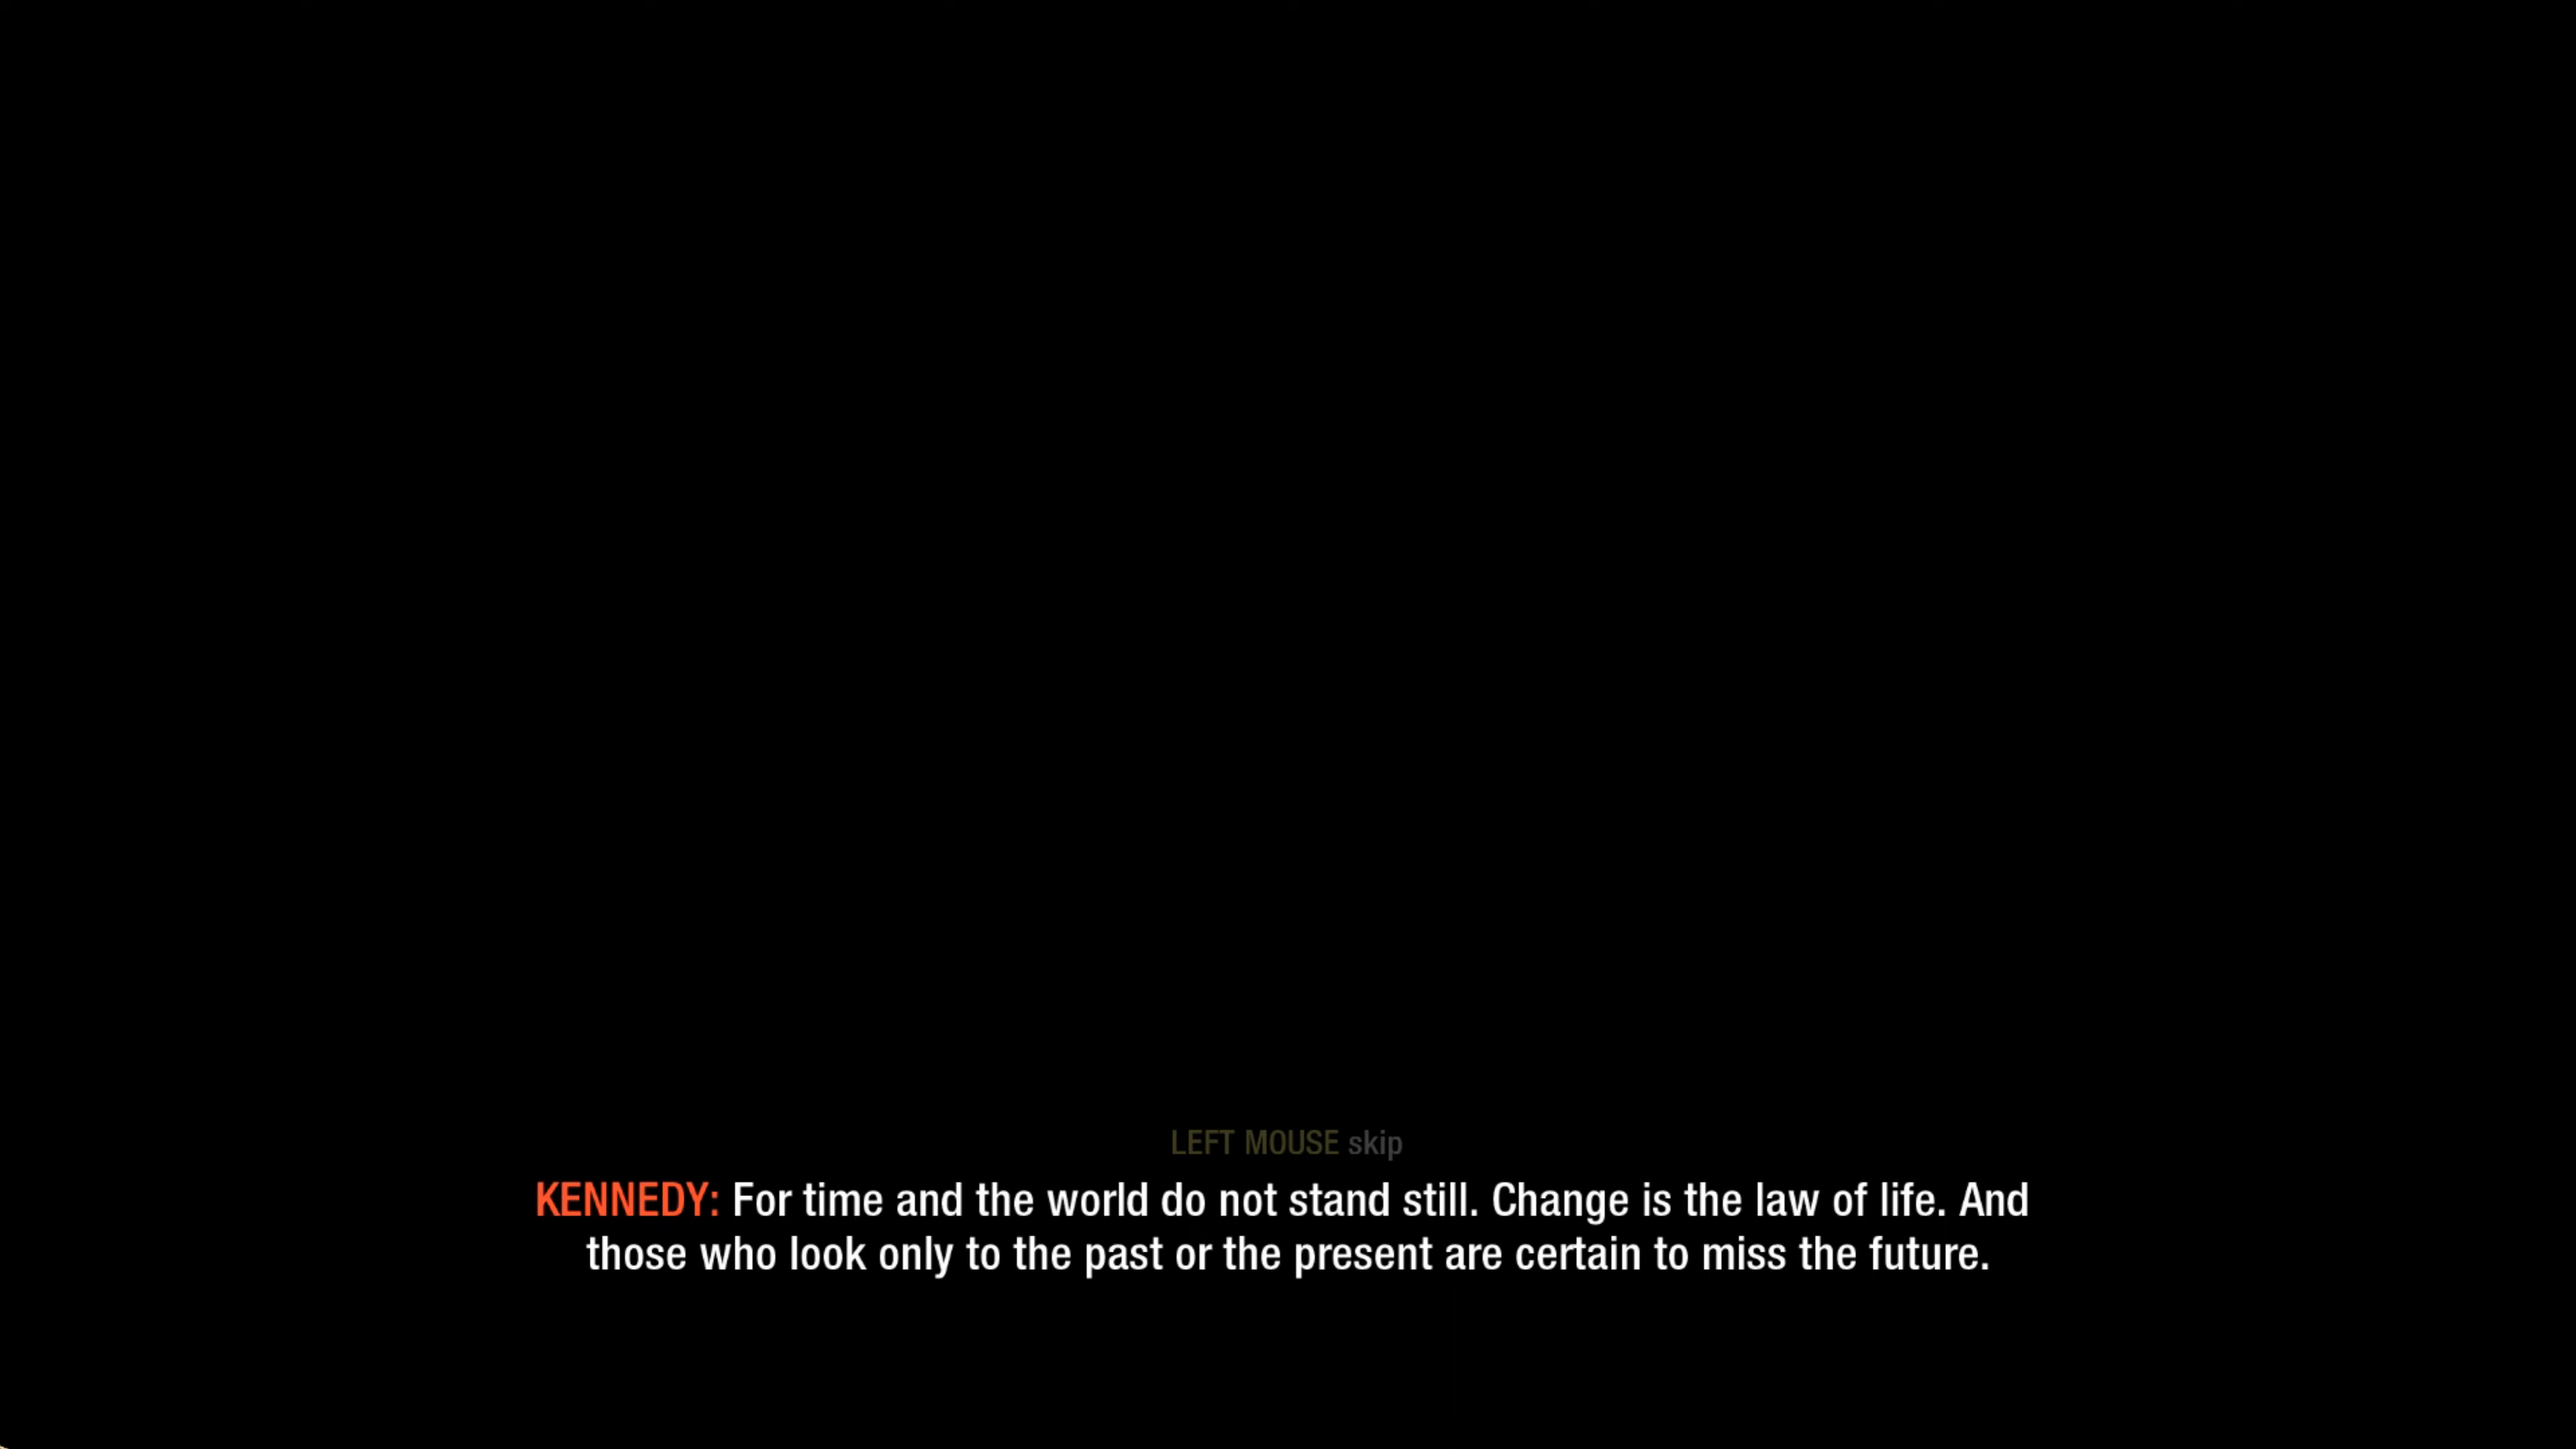 LEFT MOUSE skip
KENNEDY: For time and the world do not stand still. Change is the law of life. And
those who look only to the past or the present are certain to miss the future.